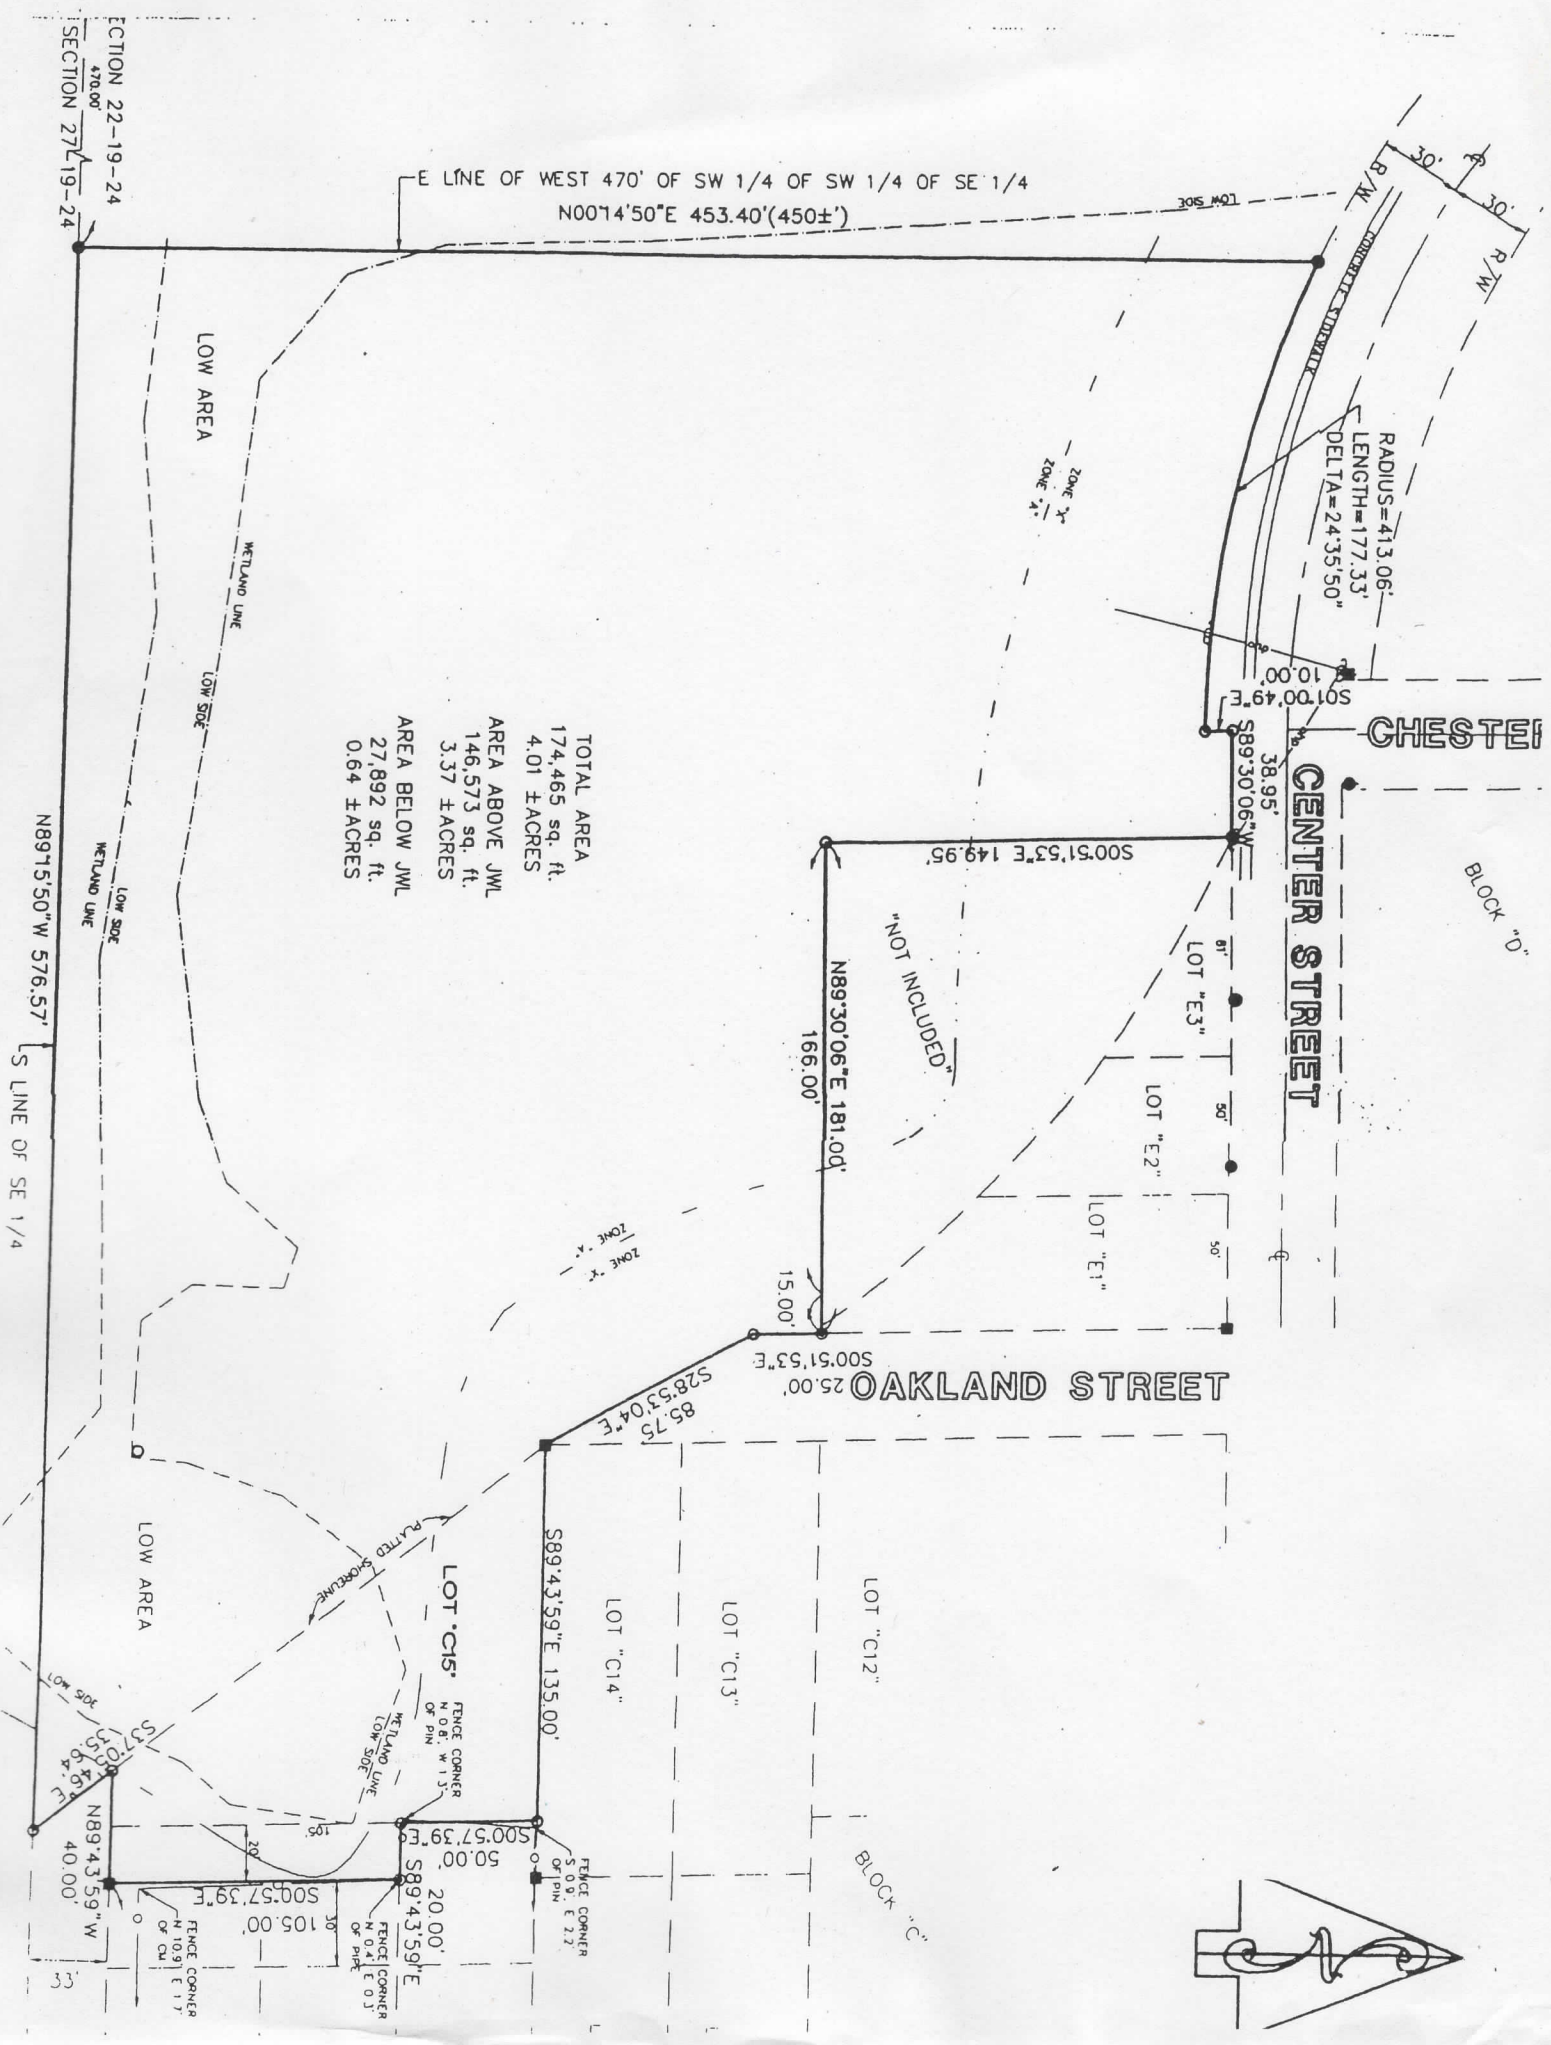 ECTION 22-19-24
470.00'
SECTION 27-19-24
E LINE OF WEST 470' OF SW 1/4 OF SW 1/4 OF SE 1/4
N00°14'50"E 453.40'(450±')
LOW SIDE
30'
30'
R/W
R/W
CONCRETE SIDEWALK
RADIUS=413.06'
LENGTH=177.33'
DELTA=24°35'50"
LOW AREA
WETLAND LINE
LOW SIDE
ZONE "X"
ZONE "A"
S01°00'49"E
10.00'
S89°30'06"W
38.95'
CHESTER
CENTER STREET
BLOCK "D"
TOTAL AREA
174,465 sq. ft.
4.01 ±ACRES
AREA ABOVE JWL
146,573 sq. ft.
3.37 ±ACRES
AREA BELOW JWL
27,892 sq. ft.
0.64 ±ACRES
S00°51'53"E 149.95'
"NOT INCLUDED"
N89°30'06"E 181.00'
166.00'
15.00'
81'
LOT "E3"
50'
LOT "E2"
50'
LOT "E1"
N89°15'50"W 576.57'
S LINE OF SE 1/4
LOW SIDE
WETLAND LINE
ZONE "A"
ZONE "X"
S00°51'53"E
25.00'
OAKLAND STREET
S28°53'04"E
85.75
S89°43'59"E 135.00'
LOT "C14"
LOT "C13"
LOT "C12"
BLOCK "C"
LOT "C15"
PLATTED SHORELINE
LOW AREA
LOW SIDE
WETLAND LINE
LOW SIDE
FENCE CORNER
N 0.8', W 1.3'
OF PIN
S00°57'39"E
50.00'
FENCE CORNER
S 0.9', E 2.2'
OF PIN
S89°43'59"E
20.00'
FENCE CORNER
N 0.4' E 0.3'
OF PIPE
S00°57'39"E
105.00'
105'
20'
30'
S37°05'46"E
35.64'
N89°43'59"W
40.00'
FENCE CORNER
N 10.9' E 1.7'
OF CM
33'